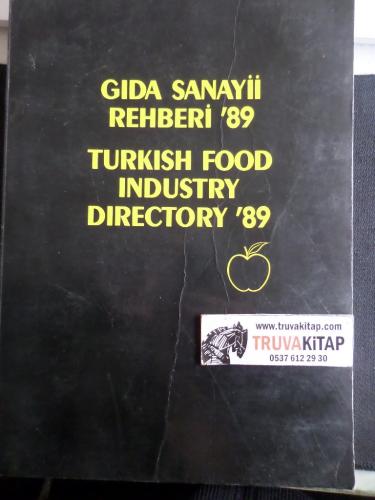 GIDA SANAYİİ
REHBERİ '89
TURKISH FOOD
INDUSTRY
DIRECTORY '89
www.truvakitap.com
TRUVAKİTAP
0537 612 29 30